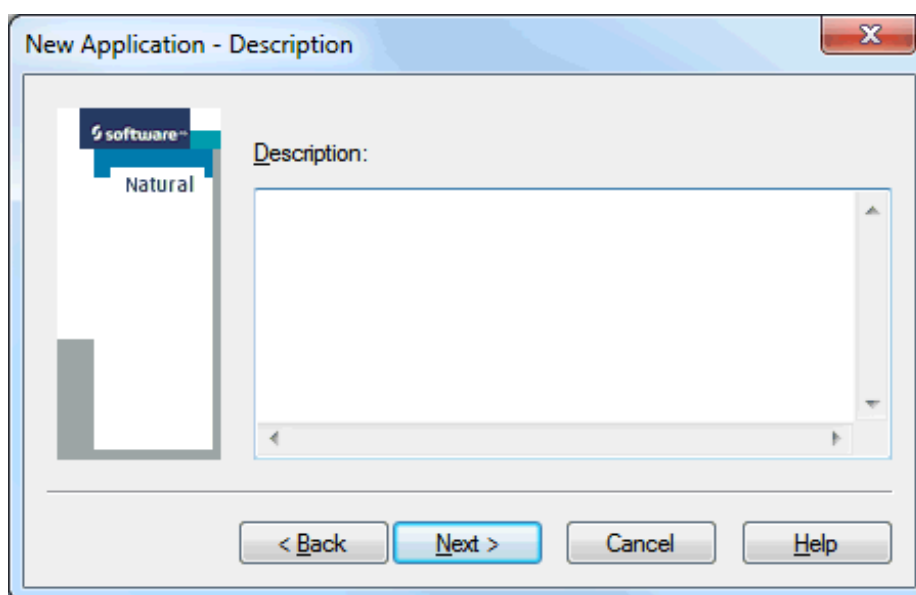 New Application - Description
software
Natural
Description:
< Back
Next >
Cancel
Help